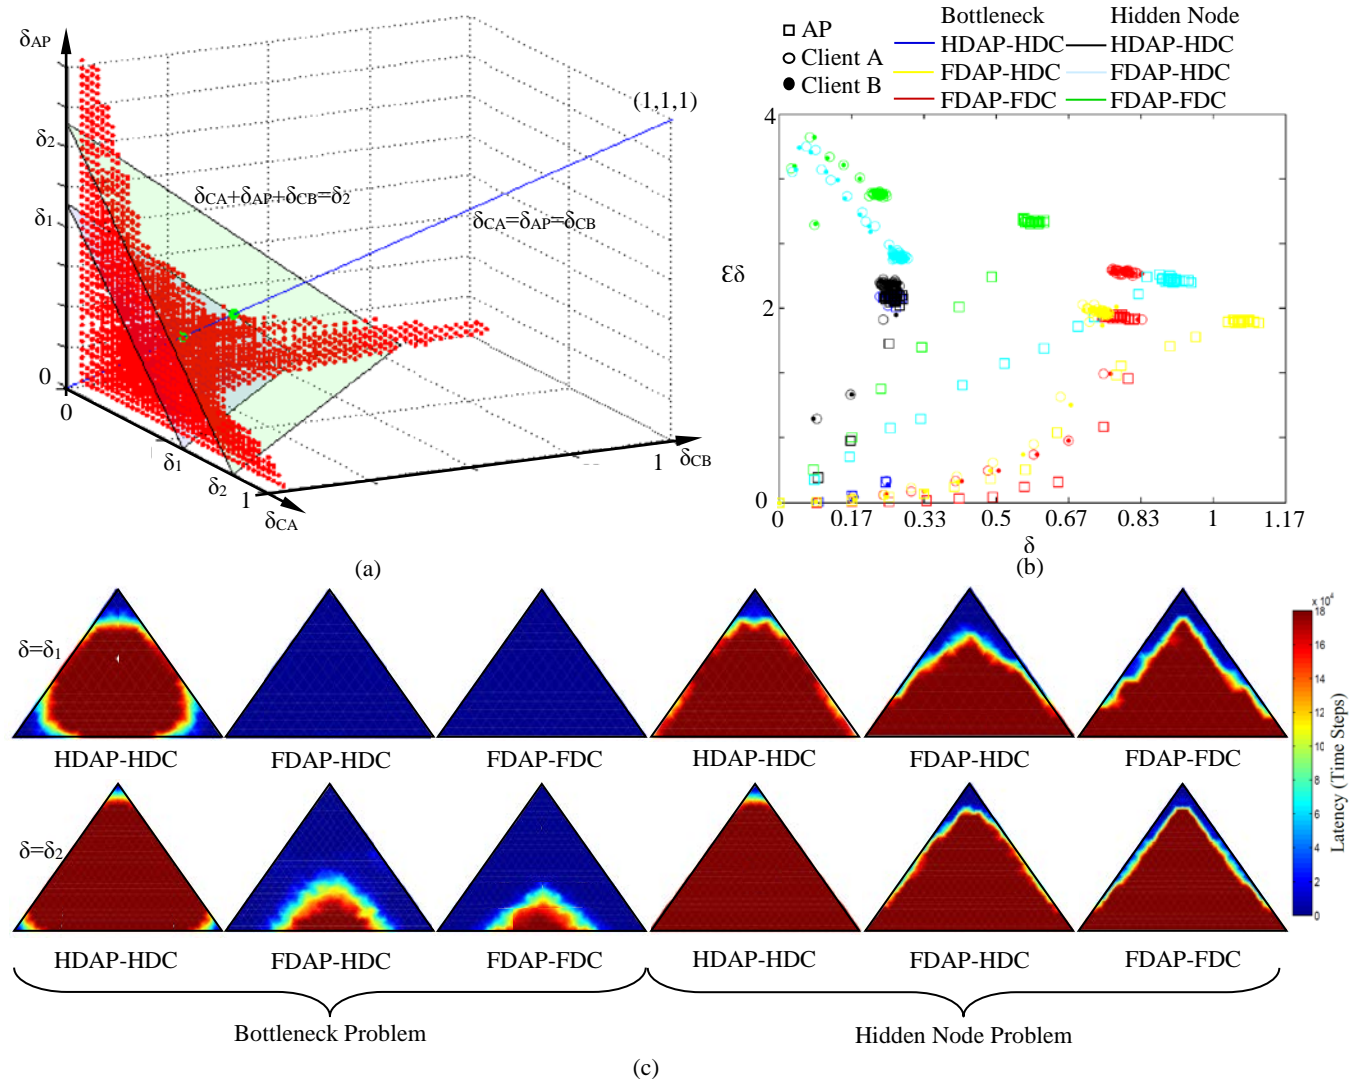 δAP
δ2
δ1
0
0
δ1
δ2
1
δCA
1
δCB
(1,1,1)
δCA+δAP+δCB=δ2
δCA=δAP=δCB
(a)
AP
Client A
Client B
Bottleneck
HDAP-HDC
FDAP-HDC
FDAP-FDC
Hidden Node
HDAP-HDC
FDAP-HDC
FDAP-FDC
4
2
0
Ɛδ
0 0.17 0.33 0.5 0.67 0.83 1 1.17
δ
(b)
δ=δ1
HDAP-HDC FDAP-HDC FDAP-FDC HDAP-HDC FDAP-HDC FDAP-FDC
δ=δ2
HDAP-HDC FDAP-HDC FDAP-FDC HDAP-HDC FDAP-HDC FDAP-FDC
x 10^4
18
16
14
12
10
8
6
4
2
0
Latency (Time Steps)
Bottleneck Problem
Hidden Node Problem
(c)